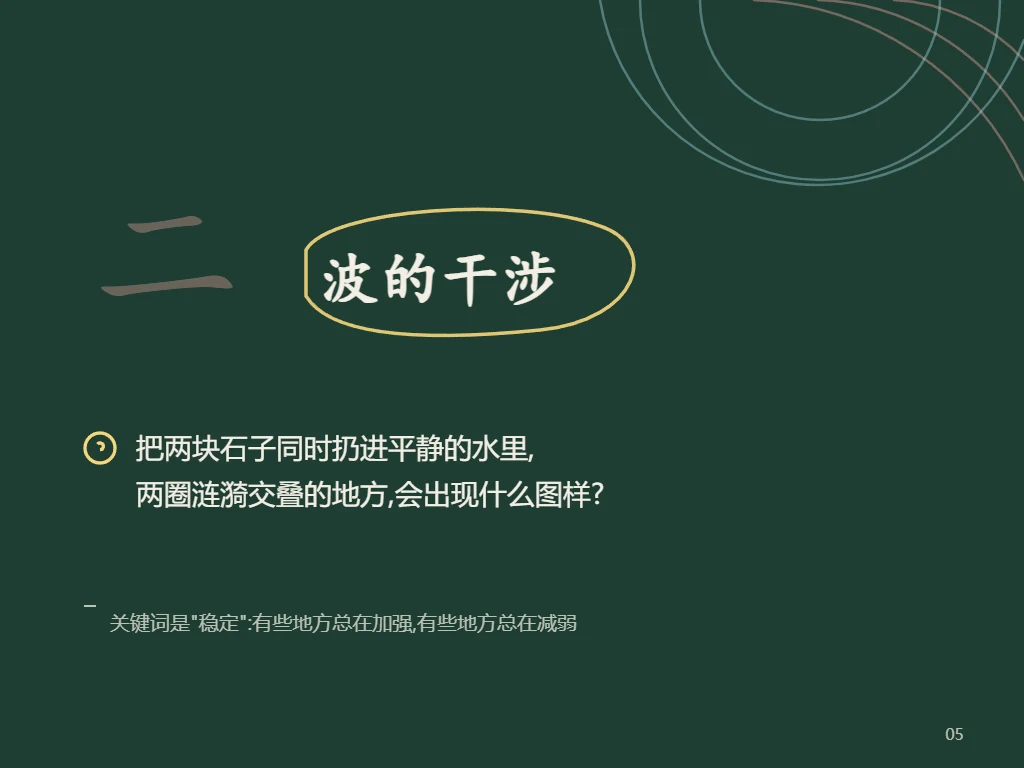 二
波的干涉
把两块石子同时扔进平静的水里,
两圈涟漪交叠的地方,会出现什么图样?
关键词是"稳定":有些地方总在加强,有些地方总在减弱
05